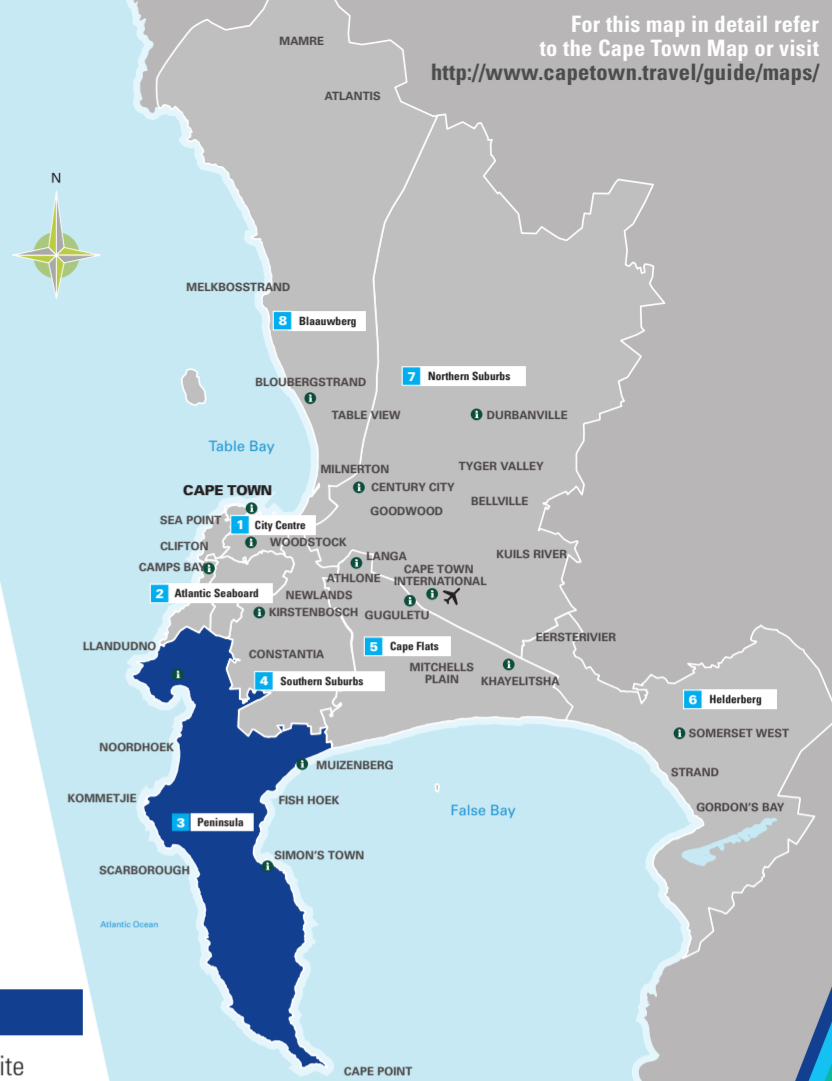 For this map in detail refer
to the Cape Town Map or visit
http://www.capetown.travel/guide/maps/
MAMRE
ATLANTIS
N
MELKBOSSTRAND
8 Blaauwberg
7 Northern Suburbs
BLOUBERGSTRAND
i
TABLE VIEW
i DURBANVILLE
Table Bay
MILNERTON
TYGER VALLEY
CAPE TOWN
i
i CENTURY CITY
BELLVILLE
GOODWOOD
SEA POINT
1 City Centre
i WOODSTOCK
CLIFTON
KUILS RIVER
i LANGA
CAMPS BAY i
CAPE TOWN
INTERNATIONAL
i
ATHLONE
2 Atlantic Seaboard
NEWLANDS
i KIRSTENBOSCH
i
GUGULETU
EERSTERIVIER
LLANDUDNO
5 Cape Flats
CONSTANTIA
MITCHELLS
PLAIN
i
KHAYELITSHA
i
4 Southern Suburbs
6 Helderberg
i SOMERSET WEST
NOORDHOEK
i MUIZENBERG
STRAND
KOMMETJIE
FISH HOEK
GORDON'S BAY
False Bay
3 Peninsula
SIMON'S TOWN
i
SCARBOROUGH
Atlantic Ocean
ite
CAPE POINT